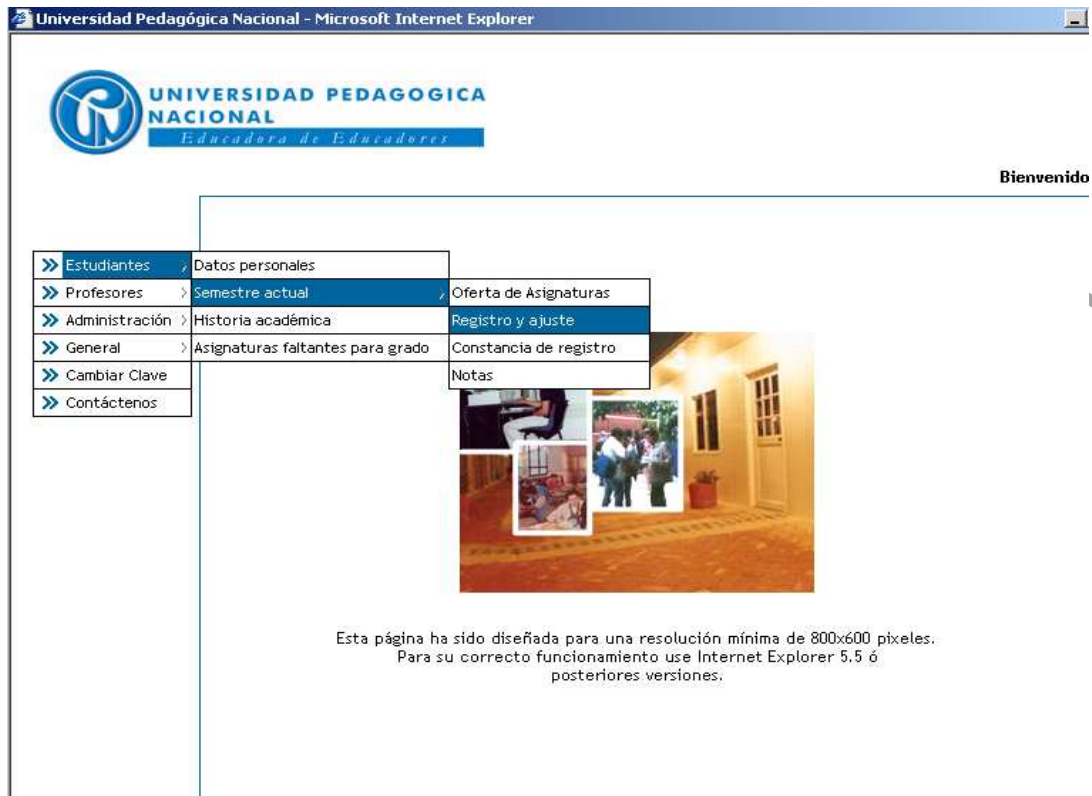 Universidad Pedagógica Nacional - Microsoft Internet Explorer
UNIVERSIDAD PEDAGOGICA
NACIONAL
Educadora de Educadores
Bienvenido
Estudiantes
Profesores
Administración
General
Cambiar Clave
Contáctenos
Datos personales
Semestre actual
Historia académica
Asignaturas faltantes para grado
Oferta de Asignaturas
Registro y ajuste
Constancia de registro
Notas
Esta página ha sido diseñada para una resolución mínima de 800x600 pixeles.
Para su correcto funcionamiento use Internet Explorer 5.5 ó
posteriores versiones.